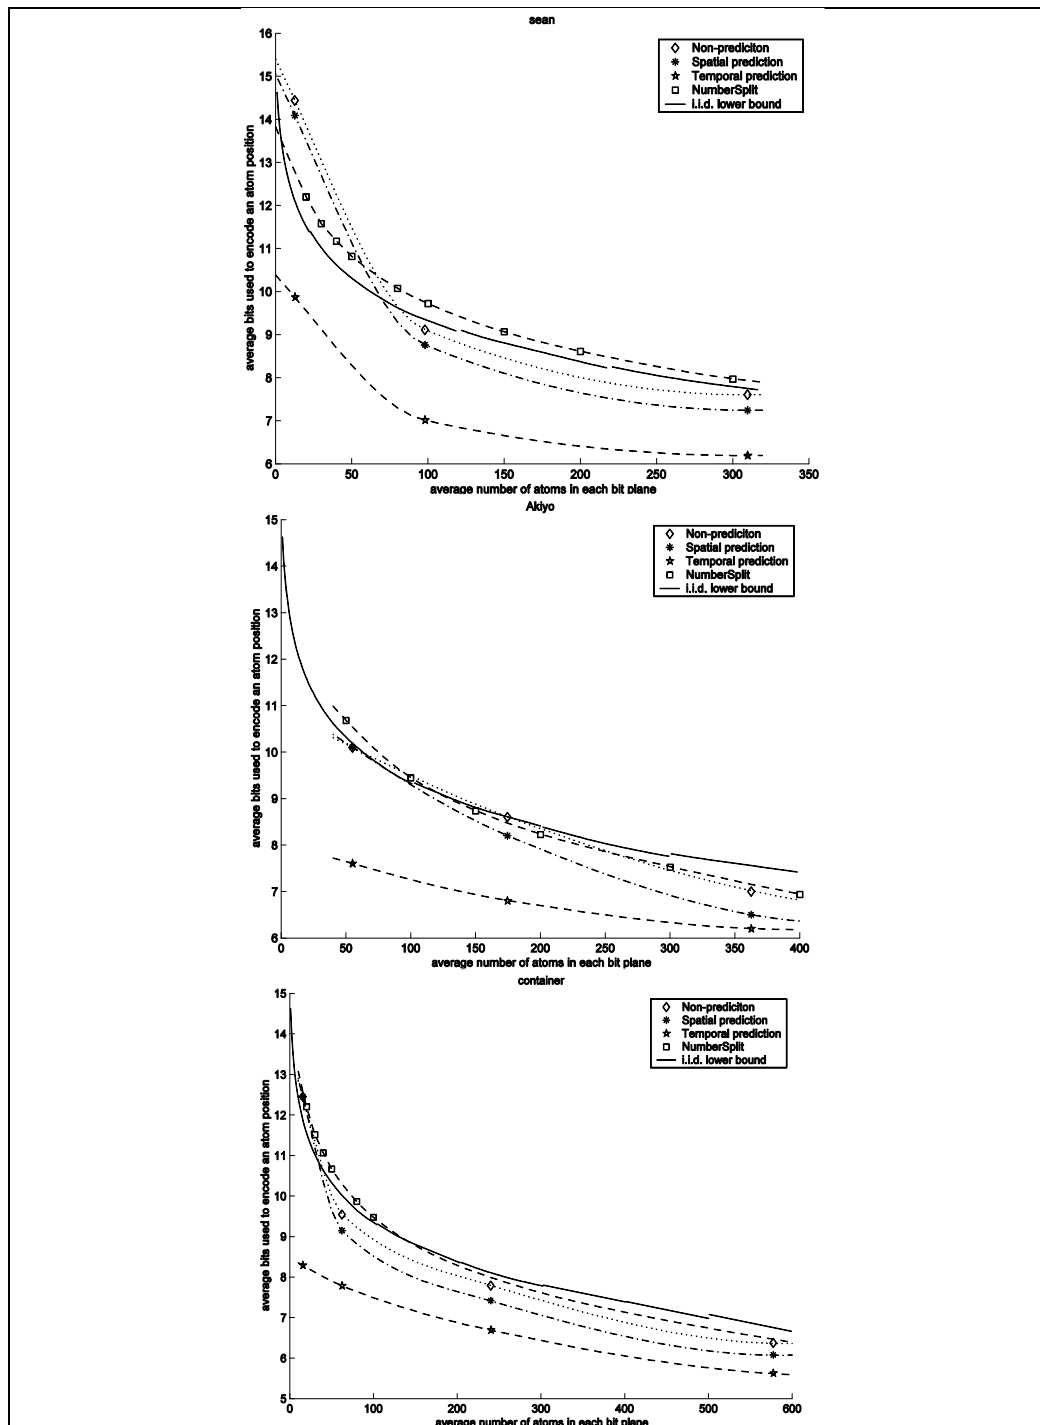 sean
16
15
14
13
12
11
10
9
8
7
6
average bits used to encode an atom position
Non-prediciton
Spatial prediction
Temporal prediction
NumberSplit
i.i.d. lower bound
0 50 100 150 200 250 300 350
average number of atoms in each bit plane
Akiyo
15
14
13
12
11
10
9
8
7
6
average bits used to encode an atom position
Non-prediciton
Spatial prediction
Temporal prediction
NumberSplit
i.i.d. lower bound
0 50 100 150 200 250 300 350 400
average number of atoms in each bit plane
container
15
14
13
12
11
10
9
8
7
6
5
average bits used to encode an atom position
Non-prediciton
Spatial prediction
Temporal prediction
NumberSplit
i.i.d. lower bound
0 100 200 300 400 500 600
average number of atoms in each bit plane